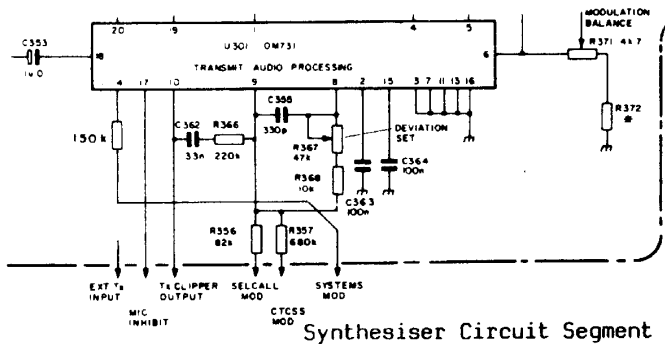 20 19 1 4 5
MODULATION
BALANCE
C353
1μ0
18
U301 OM731
TRANSMIT AUDIO PROCESSING
6
R371 4k7
4 17 10 9 8 2 15 3 7 11 13 16
R372
*
150k
C362
33n
R366
220k
C355
330p
R367
47k
DEVIATION
SET
R368
10k
C364
100n
C363
100n
R356
82k
R357
680k
EXT Tx
INPUT
MIC
INHIBIT
Tx CLIPPER
OUTPUT
SELCALL
MOD
CTCSS
MOD
SYSTEMS
MOD
Synthesiser Circuit Segment